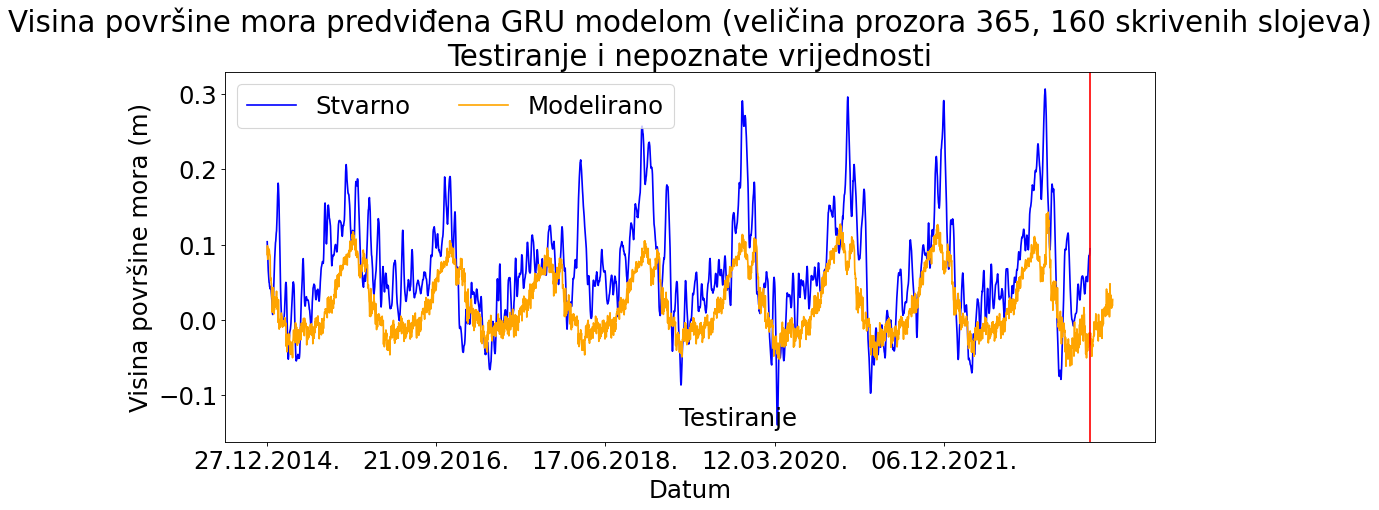 Visina površine mora predviđena GRU modelom (veličina prozora 365, 160 skrivenih slojeva)
Testiranje i nepoznate vrijednosti
Stvarno
Modelirano
Visina površine mora (m)
0.3
0.2
0.1
0.0
−0.1
Testiranje
27.12.2014.
21.09.2016.
17.06.2018.
12.03.2020.
06.12.2021.
Datum